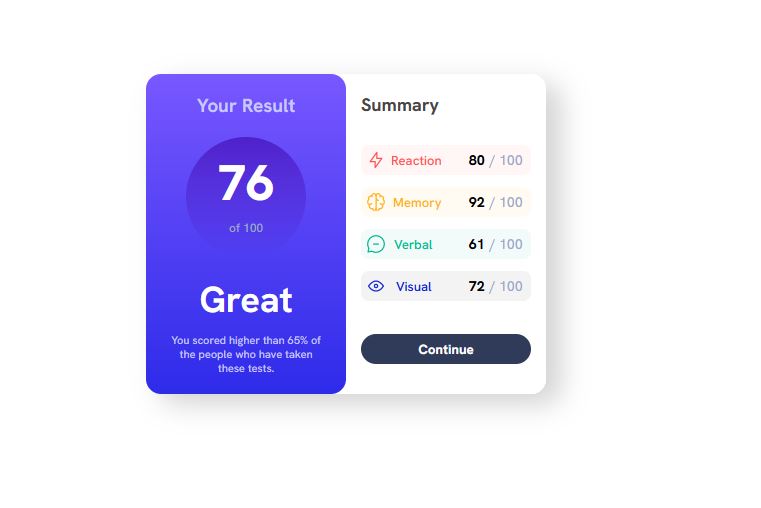 Your Result
76
of 100
Great
You scored higher than 65% of
the people who have taken
these tests.
Summary
Reaction 80 / 100
Memory 92 / 100
Verbal 61 / 100
Visual 72 / 100
Continue